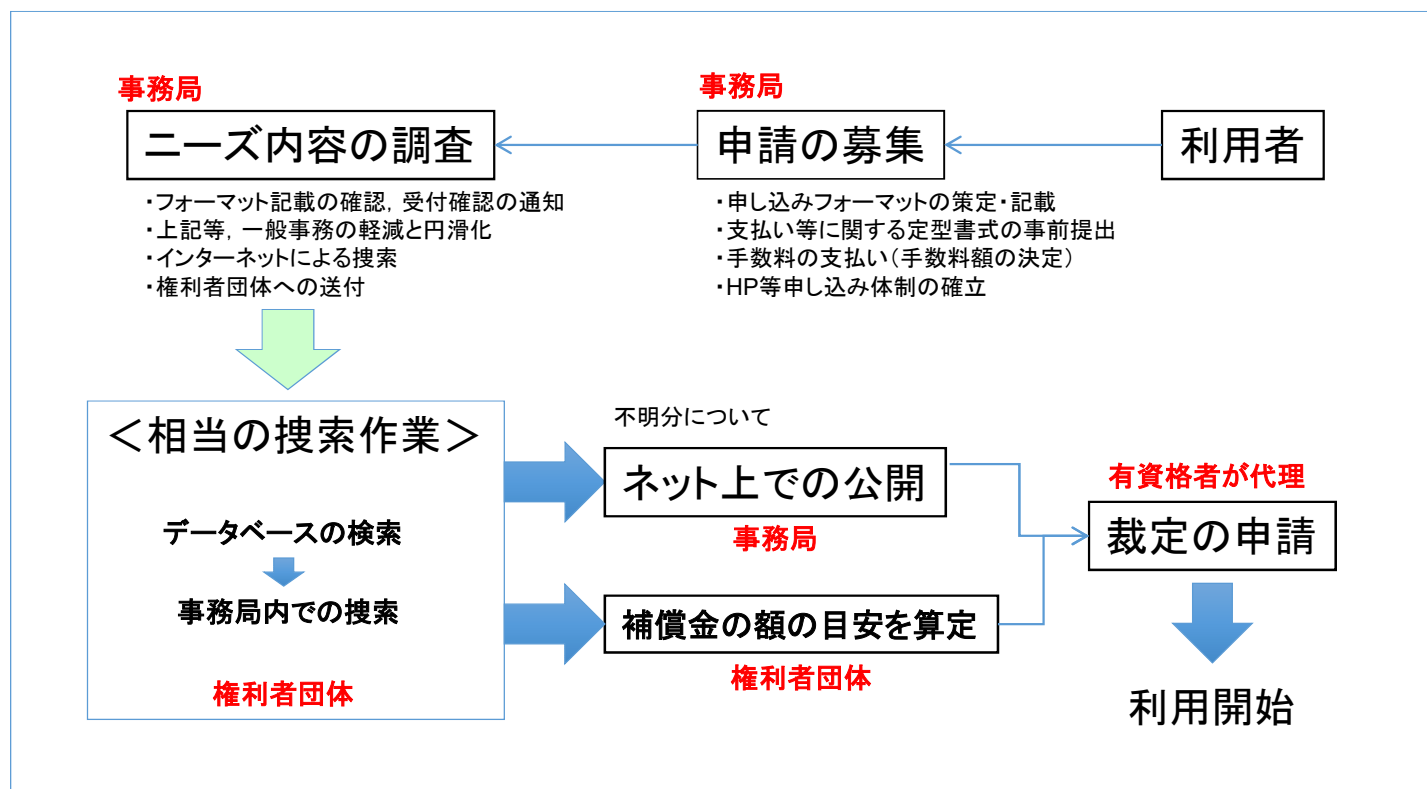 事務局
ニーズ内容の調査
・フォーマット記載の確認, 受付確認の通知
・上記等, 一般事務の軽減と円滑化
・インターネットによる捜索
・権利者団体への送付
事務局
申請の募集
・申し込みフォーマットの策定・記載
・支払い等に関する定型書式の事前提出
・手数料の支払い(手数料額の決定)
・HP等申し込み体制の確立
利用者
<相当の捜索作業>
データベースの検索
事務局内での捜索
権利者団体
不明分について
ネット上での公開
事務局
補償金の額の目安を算定
権利者団体
有資格者が代理
裁定の申請
利用開始